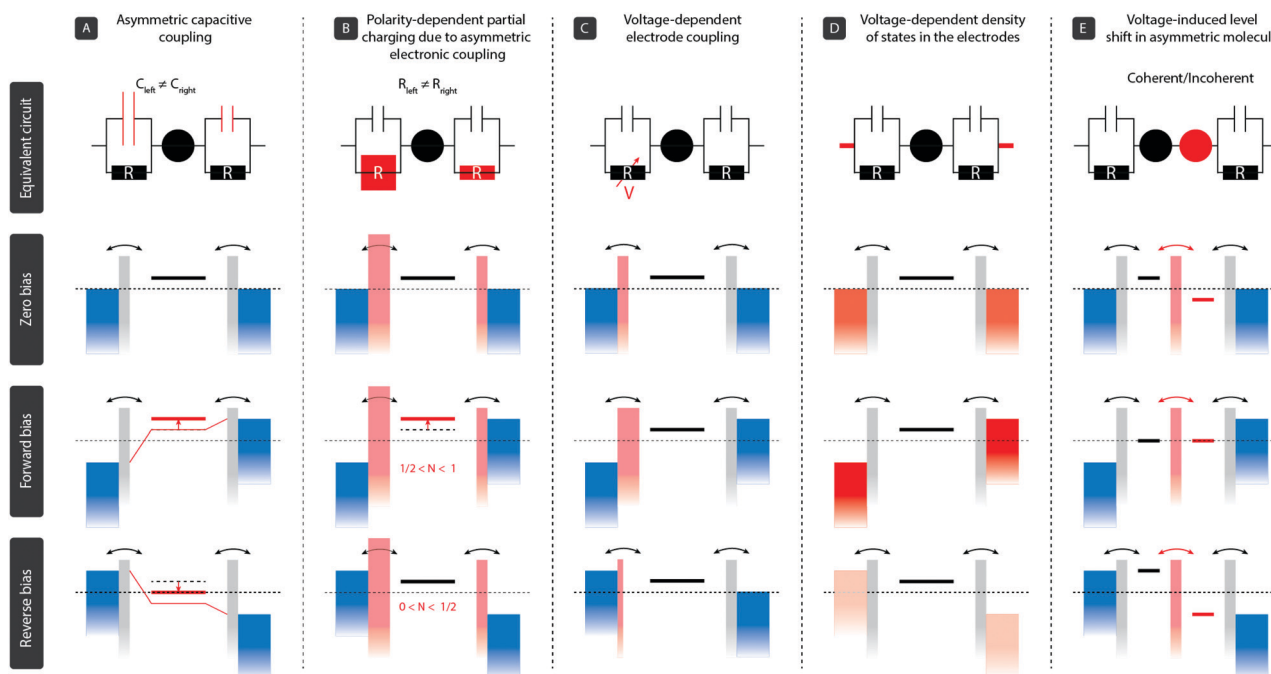 A
Asymmetric capacitive
coupling
B
Polarity-dependent partial
charging due to asymmetric
electronic coupling
C
Voltage-dependent
electrode coupling
D
Voltage-dependent density
of states in the electrodes
E
Voltage-induced level
shift in asymmetric molecul
Equivalent circuit
C_left ≠ C_right
R_left ≠ R_right
Coherent/Incoherent
R R
R R
R R
V
R R
R R
Zero bias
Forward bias
1/2 < N < 1
Reverse bias
0 < N < 1/2